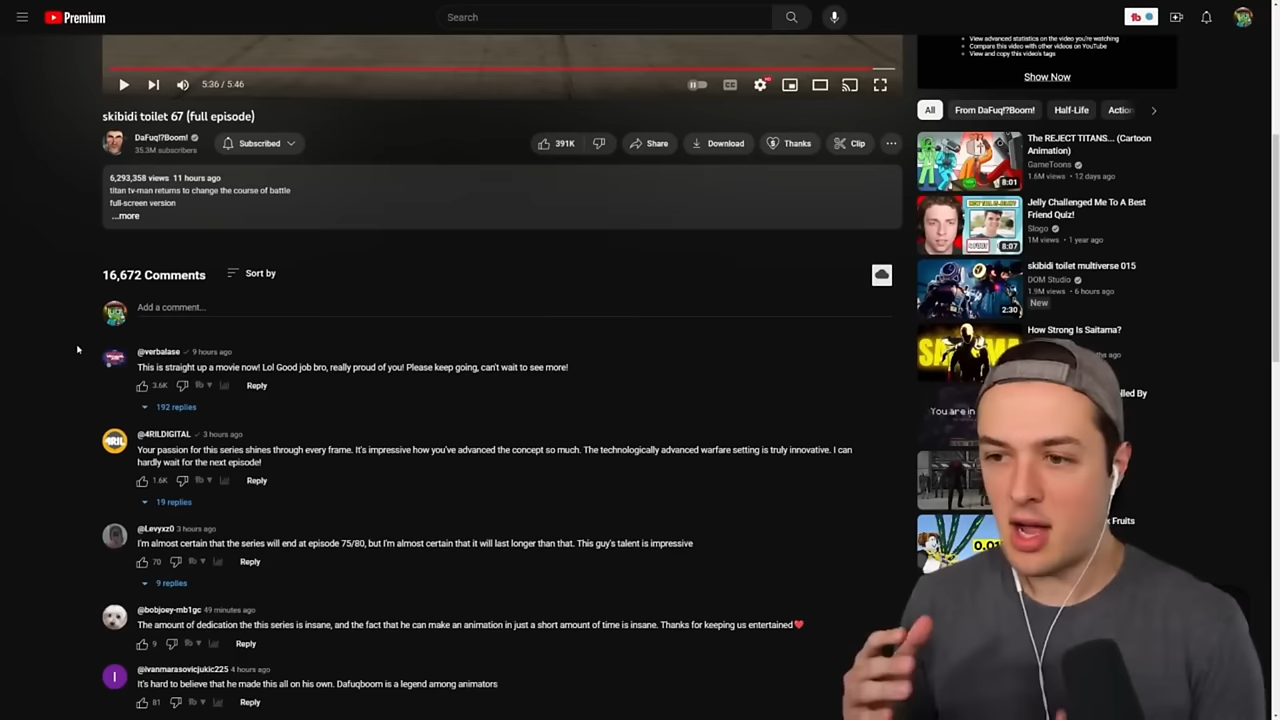 Premium
Search
View advanced statistics on the video you're watching
Compare this video with other videos on YouTube
View and copy this video's tags
Show Now
5:36 / 5:46
CC
skibidi toilet 67 (full episode)
DaFuq!?Boom!
35.3M subscribers
Subscribed
391K
Share
Download
Thanks
Clip
6,293,358 views 11 hours ago
titan tv-man returns to change the course of battle
full-screen version
...more
16,672 Comments
Sort by
Add a comment...
@verbalase 9 hours ago
This is straight up a movie now! Lol Good job bro, really proud of you! Please keep going, can't wait to see more!
3.6K
Reply
192 replies
4RIL
@4RILDIGITAL 3 hours ago
Your passion for this series shines through every frame. It's impressive how you've advanced the concept so much. The technologically advanced warfare setting is truly innovative. I can
hardly wait for the next episode!
1.6K
Reply
19 replies
@Levyxz0 3 hours ago
I'm almost certain that the series will end at episode 75/80, but I'm almost certain that it will last longer than that. This guy's talent is impressive
70
Reply
9 replies
@bobjoey-mb1gc 49 minutes ago
The amount of dedication the this series is insane, and the fact that he can make an animation in just a short amount of time is insane. Thanks for keeping us entertained❤
9
Reply
I
@ivanmarasovicjukic225 4 hours ago
It's hard to believe that he made this all on his own. Dafuqboom is a legend among animators
81
Reply
All
From DaFuq!?Boom!
Half-Life
Action
The REJECT TITANS... (Cartoon
Animation)
GameToons
1.6M views • 12 days ago
8:01
Jelly Challenged Me To A Best
Friend Quiz!
Slogo
1M views • 1 year ago
8:07
skibidi toilet multiverse 015
DOM Studio
1.9M views • 6 hours ago
New
2:30
How Strong Is Saitama?
ths ago
lled By
You are in
Fruits